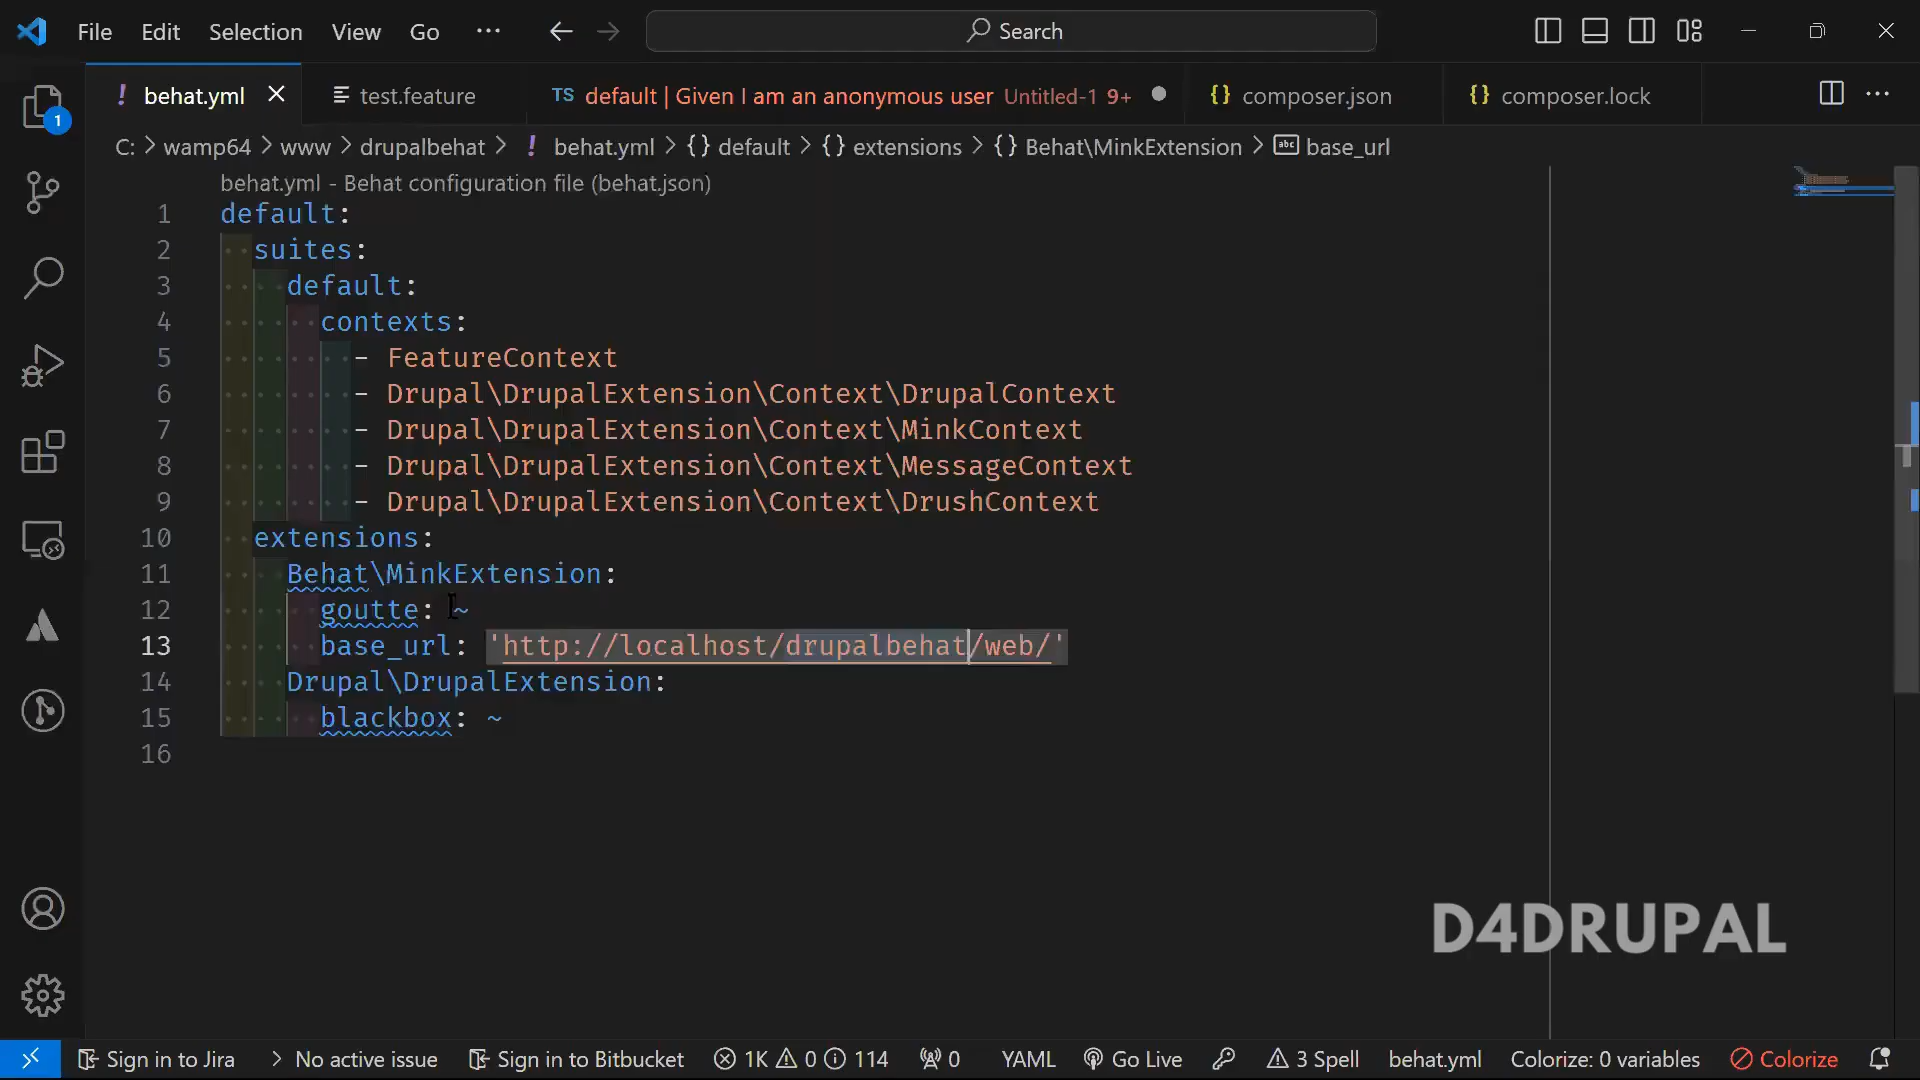 File Edit Selection View Go ··· Search
! behat.yml test.feature TS default | Given I am an anonymous user Untitled-1 9+ {} composer.json {} composer.lock
C: > wamp64 > www > drupalbehat > ! behat.yml > {} default > {} extensions > {} Behat\MinkExtension > abc base_url
1
behat.yml - Behat configuration file (behat.json)
1 default:
2 suites:
3 default:
4 contexts:
5 - FeatureContext
6 - Drupal\DrupalExtension\Context\DrupalContext
7 - Drupal\DrupalExtension\Context\MinkContext
8 - Drupal\DrupalExtension\Context\MessageContext
9 - Drupal\DrupalExtension\Context\DrushContext
10 extensions:
11 Behat\MinkExtension:
12 goutte: ~
13 base_url: 'http://localhost/drupalbehat/web/'
14 Drupal\DrupalExtension:
15 blackbox: ~
16
D4DRUPAL
Sign in to Jira > No active issue Sign in to Bitbucket 1K 0 114 0 YAML Go Live 3 Spell behat.yml Colorize: 0 variables Colorize